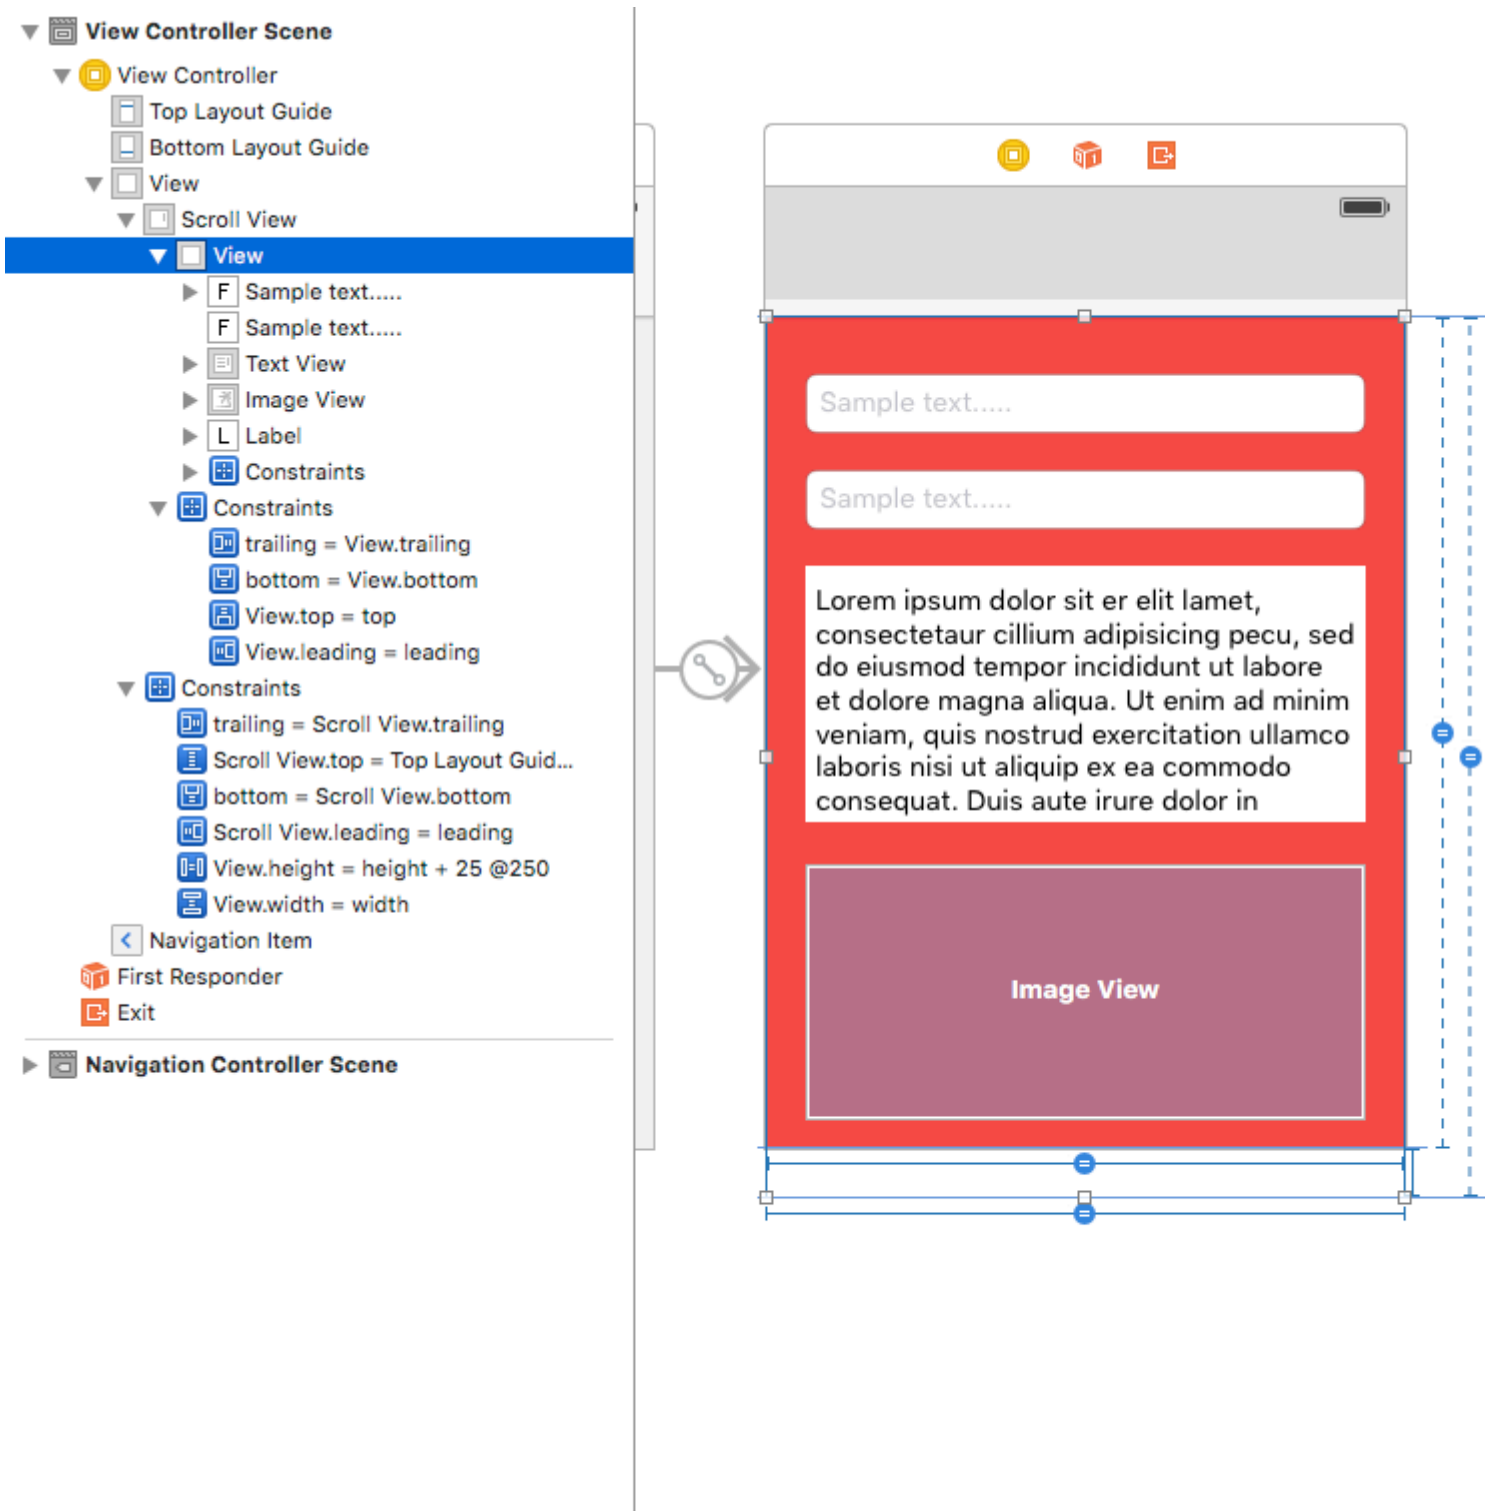 View Controller Scene
View Controller
Top Layout Guide
Bottom Layout Guide
View
Scroll View
View
F Sample text.....
F Sample text.....
Text View
Image View
L Label
Constraints
Constraints
trailing = View.trailing
bottom = View.bottom
View.top = top
View.leading = leading
Constraints
trailing = Scroll View.trailing
Scroll View.top = Top Layout Guid...
bottom = Scroll View.bottom
Scroll View.leading = leading
View.height = height + 25 @250
View.width = width
Navigation Item
First Responder
Exit
Navigation Controller Scene
Sample text.....
Sample text.....
Lorem ipsum dolor sit er elit lamet,
consectetaur cillium adipisicing pecu, sed
do eiusmod tempor incididunt ut labore
et dolore magna aliqua. Ut enim ad minim
veniam, quis nostrud exercitation ullamco
laboris nisi ut aliquip ex ea commodo
consequat. Duis aute irure dolor in
Image View